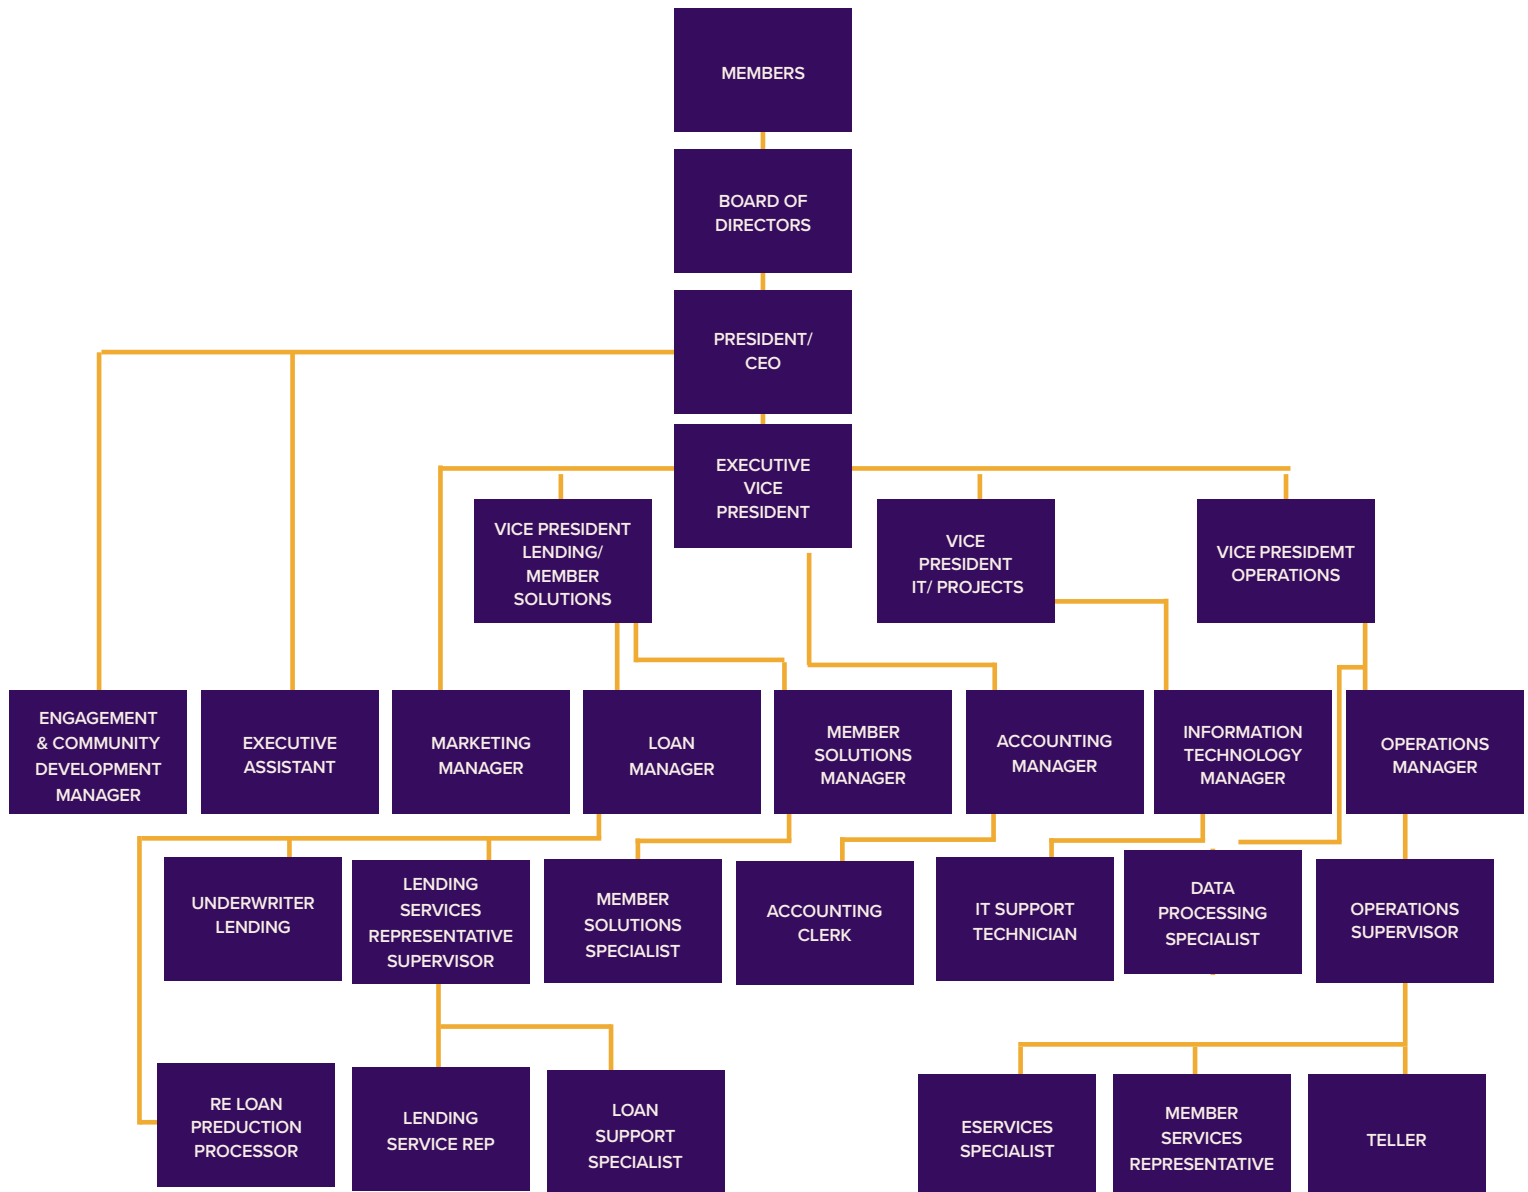 MEMBERS
BOARD OF
DIRECTORS
PRESIDENT/
CEO
EXECUTIVE
VICE
PRESIDENT
VICE PRESIDENT
LENDING/
MEMBER
SOLUTIONS
VICE
PRESIDENT
IT/ PROJECTS
VICE PRESIDEMT
OPERATIONS
ENGAGEMENT
& COMMUNITY
DEVELOPMENT
MANAGER
EXECUTIVE
ASSISTANT
MARKETING
MANAGER
LOAN
MANAGER
MEMBER
SOLUTIONS
MANAGER
ACCOUNTING
MANAGER
INFORMATION
TECHNOLOGY
MANAGER
OPERATIONS
MANAGER
UNDERWRITER
LENDING
LENDING
SERVICES
REPRESENTATIVE
SUPERVISOR
MEMBER
SOLUTIONS
SPECIALIST
ACCOUNTING
CLERK
IT SUPPORT
TECHNICIAN
DATA
PROCESSING
SPECIALIST
OPERATIONS
SUPERVISOR
RE LOAN
PREDUCTION
PROCESSOR
LENDING
SERVICE REP
LOAN
SUPPORT
SPECIALIST
ESERVICES
SPECIALIST
MEMBER
SERVICES
REPRESENTATIVE
TELLER